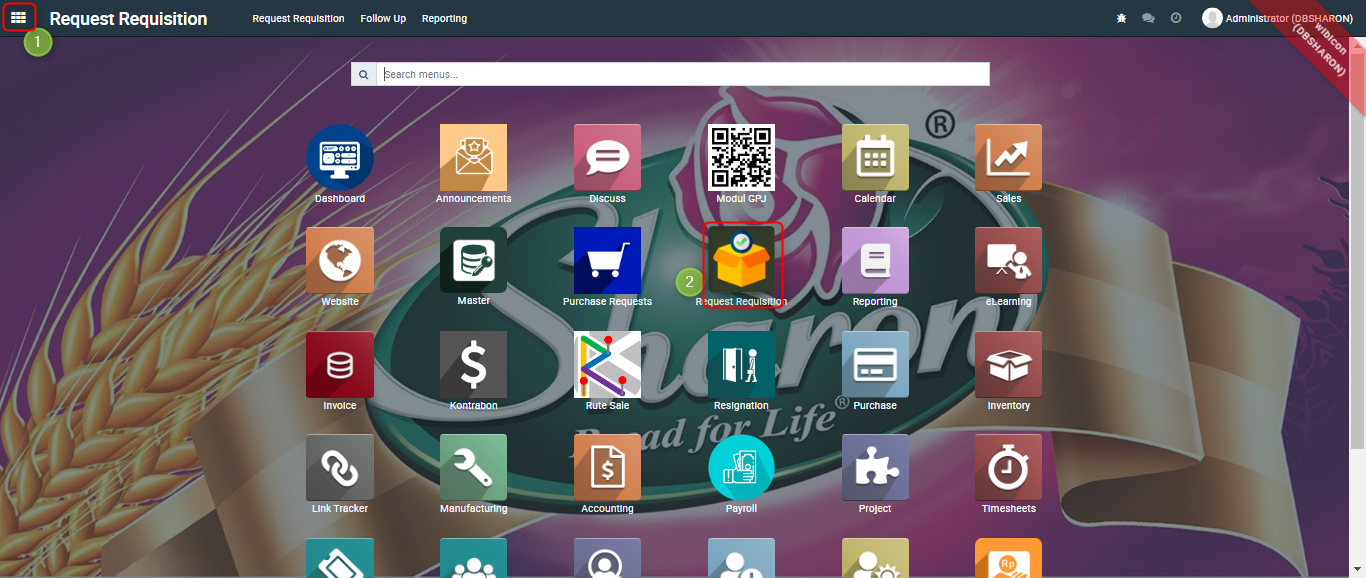 Request Requisition
Request Requisition Follow Up Reporting
Administrator (DBSHARON)
wibicon
(DBSHARON)
1
Search menus...
®
Dashboard
Announcements
Discuss
Modul GPJ
Calendar
Sales
Website
Master
Purchase Requests
2
Request Requisition
Reporting
eLearning
Sharon
Invoice
Kontrabon
Rute Sale
Resignation
Purchase
Inventory
Bread for Life®
Link Tracker
Manufacturing
Accounting
Payroll
Project
Timesheets
Rp